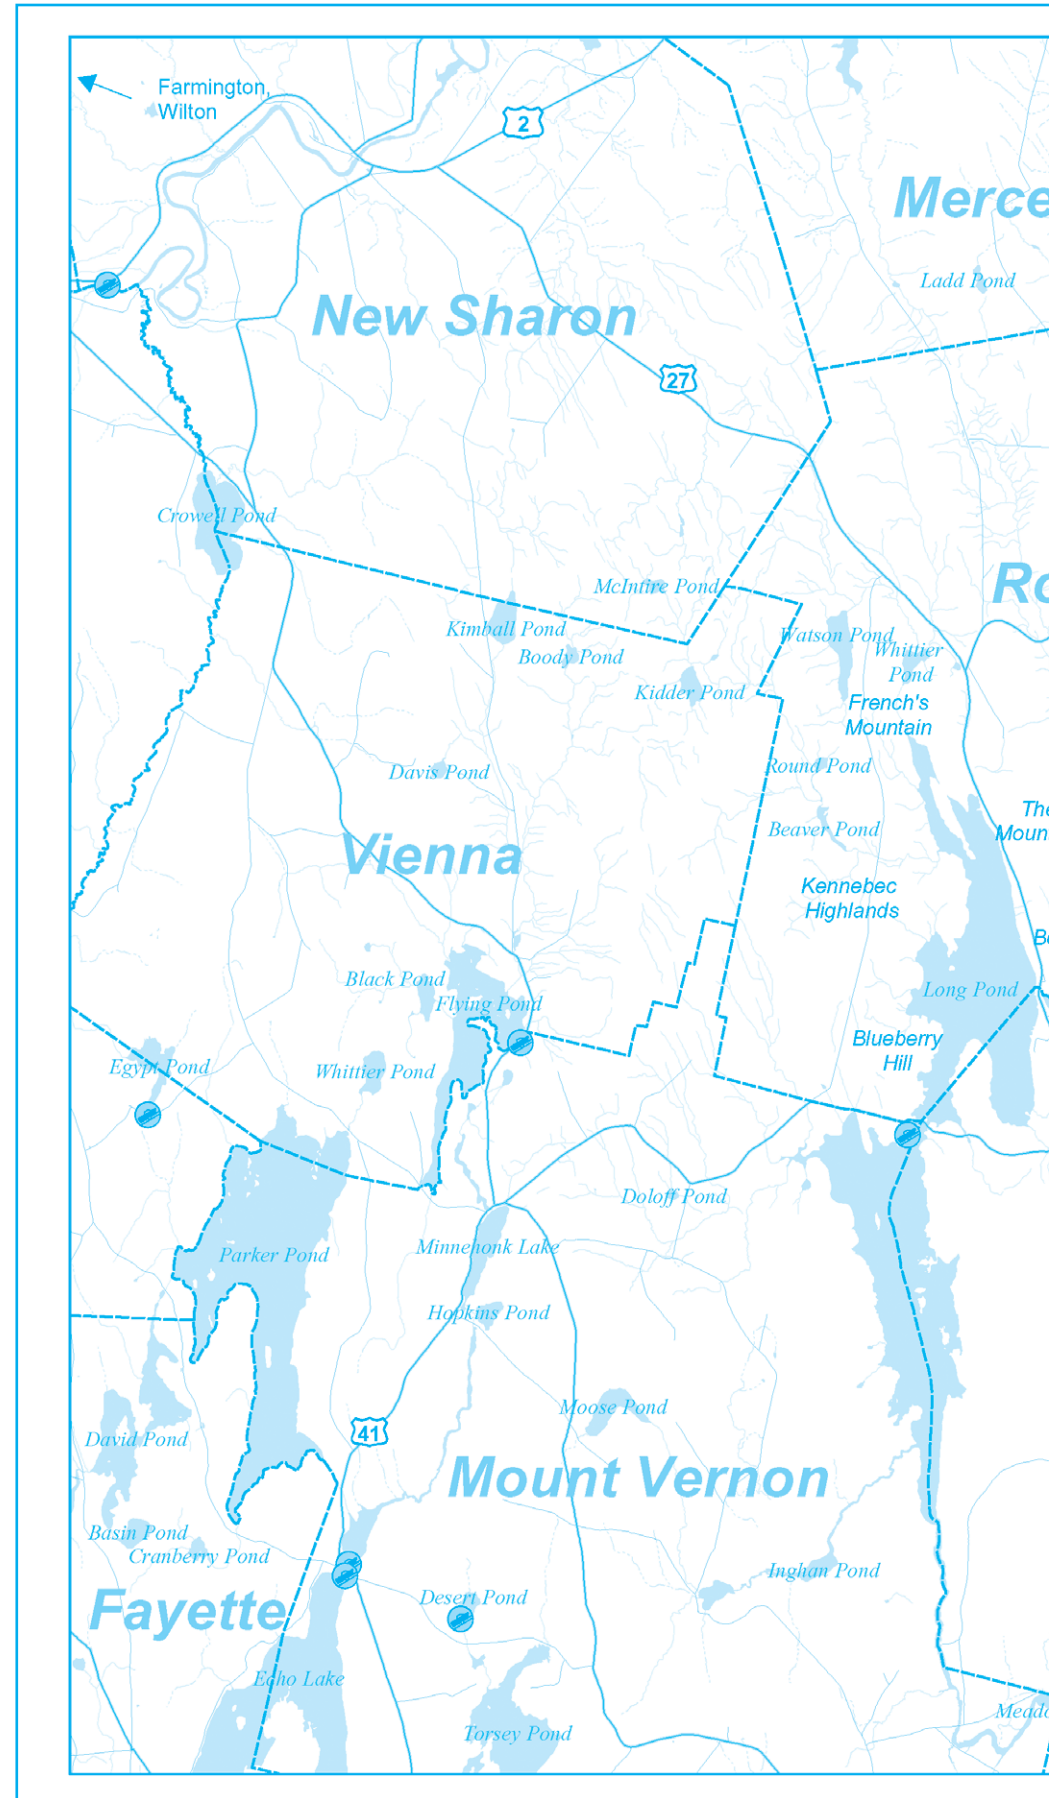 Farmington,
Wilton
2
Merce
Ladd Pond
New Sharon
27
Crowell Pond
McIntire Pond
Ro
Kimball Pond
Boody Pond
Watson Pond
Whittier
Pond
Kidder Pond
French's
Mountain
Davis Pond
Round Pond
The
Moun
Beaver Pond
Vienna
Kennebec
Highlands
Be
Black Pond
Flying Pond
Long Pond
Blueberry
Hill
Egypt Pond
Whittier Pond
Doloff Pond
Parker Pond
Minnehonk Lake
Hopkins Pond
Moose Pond
41
David Pond
Mount Vernon
Basin Pond
Cranberry Pond
Inghan Pond
Desert Pond
Fayette
Echo Lake
Meado
Torsey Pond